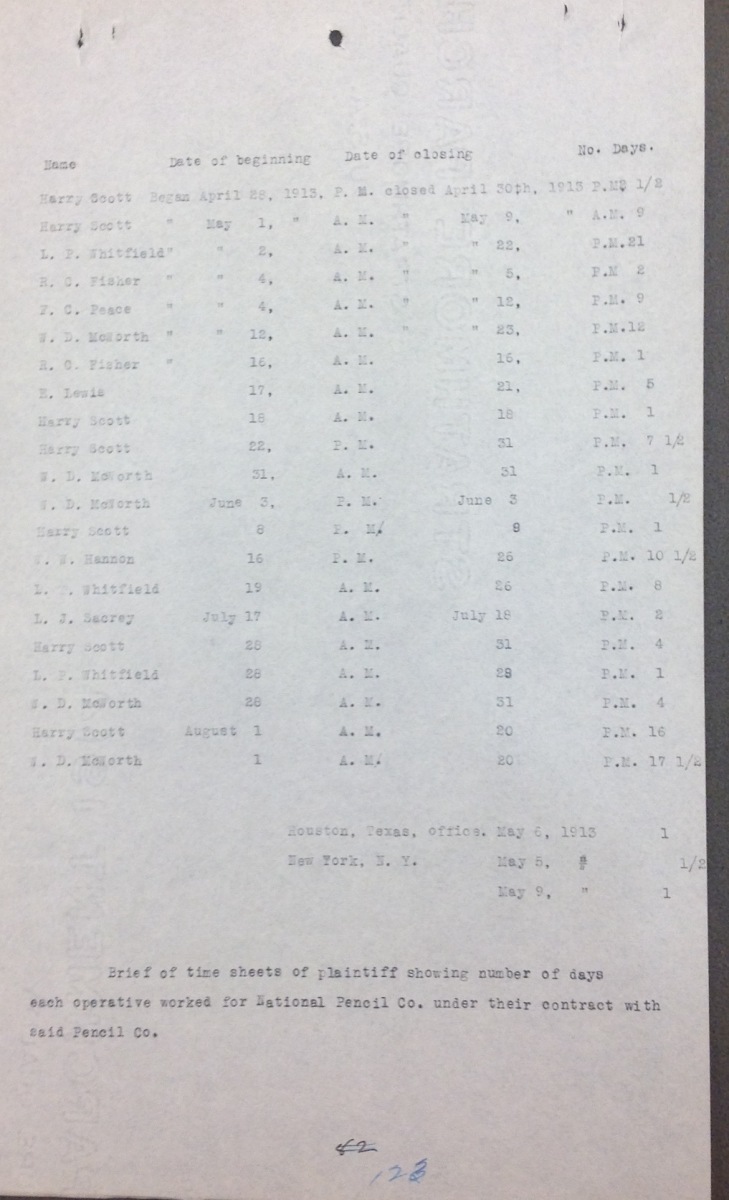 Name Date of beginning Date of closing No. Days.
Harry Scott Began April 28, 1913, P. M. closed April 30th, 1913 P.M2 1/2
Harry Scott " May 1, " A. M. " May 9, " A.M. 9
L. P. Whitfield" " 2, A. M. " " 22, P.M.21
R. C. Fisher " " 4, A. M. " " 5, P.M 2
F. C. Peace " " 4, A. M. " " 12, P.M. 9
W. D. McWorth " " 12, A. M. " " 23, P.M.12
R. C. Fisher " 16, A. M. 16, P.M. 1
E. Lewis 17, A. M. 21, P.M. 5
Harry Scott 18 A. M. 18 P.M. 1
Harry Scott 22, P. M. 31 P.M. 7 1/2
W. D. McWorth 31, A. M. 31 P.M. 1
W. D. McWorth June 3, P. M. June 3 P.M. 1/2
Harry Scott 8 P. M/ 9 P.M. 1
W. W. Hannon 16 P. M. 26 P.M. 10 1/2
L. P. Whitfield 19 A. M. 26 P.M. 8
L. J. Sacrey July 17 A. M. July 18 P.M. 2
Harry Scott 28 A. M. 31 P.M. 4
L. P. Whitfield 28 A. M. 28 P.M. 1
W. D. McWorth 28 A. M. 31 P.M. 4
Harry Scott August 1 A. M. 20 P.M. 16
W. D. McWorth 1 A. M/ 20 P.M. 17 1/2
Houston, Texas, office. May 6, 1913 1
New York, N. Y. May 5, " 1/2
May 9, " 1
Brief of time sheets of plaintiff showing number of days
each operative worked for National Pencil Co. under their contract with
said Pencil Co.
42
123